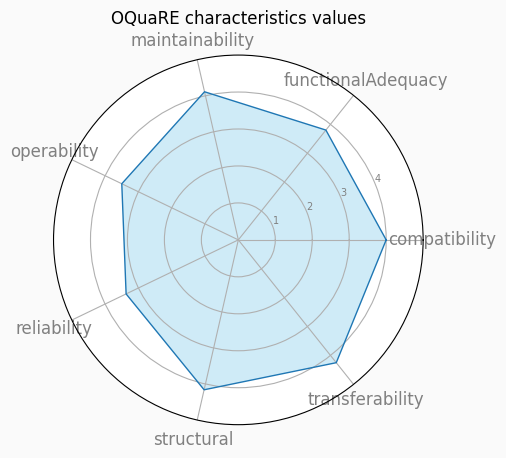 OQuaRE characteristics values
maintainability
functionalAdequacy
operability
4
3
2
1
compatibility
reliability
transferability
structural